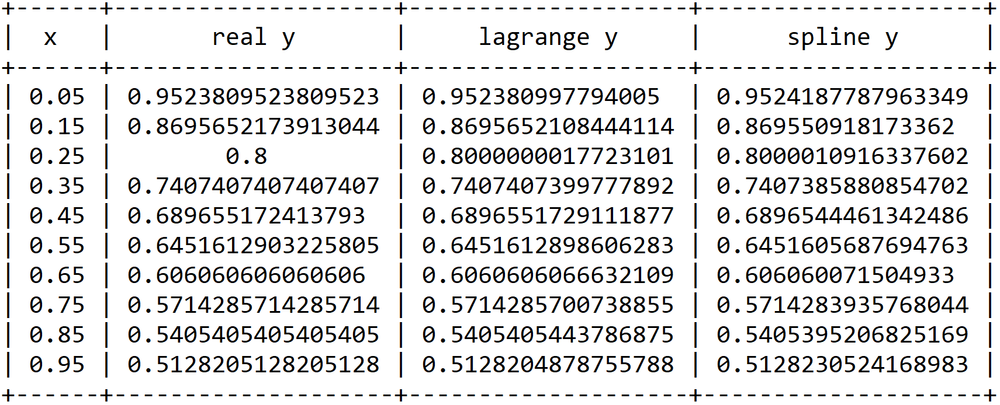 +------+--------------------+--------------------+--------------------+
|  x   |       real y       |     lagrange y     |      spline y      |
+------+--------------------+--------------------+--------------------+
| 0.05 | 0.9523809523809523 | 0.952380997794005  | 0.9524187787963349 |
| 0.15 | 0.8695652173913044 | 0.8695652108444114 | 0.869550918173362  |
| 0.25 |        0.8         | 0.8000000017723101 | 0.8000010916337602 |
| 0.35 | 0.7407407407407407 | 0.7407407399777892 | 0.7407385880854702 |
| 0.45 | 0.689655172413793  | 0.6896551729111877 | 0.6896544461342486 |
| 0.55 | 0.6451612903225805 | 0.6451612898606283 | 0.6451605687694763 |
| 0.65 | 0.606060606060606  | 0.6060606066632109 | 0.606060071504933  |
| 0.75 | 0.5714285714285714 | 0.5714285700738855 | 0.5714283935768044 |
| 0.85 | 0.5405405405405405 | 0.5405405443786875 | 0.5405395206825169 |
| 0.95 | 0.5128205128205128 | 0.5128204878755788 | 0.5128230524168983 |
+------+--------------------+--------------------+--------------------+